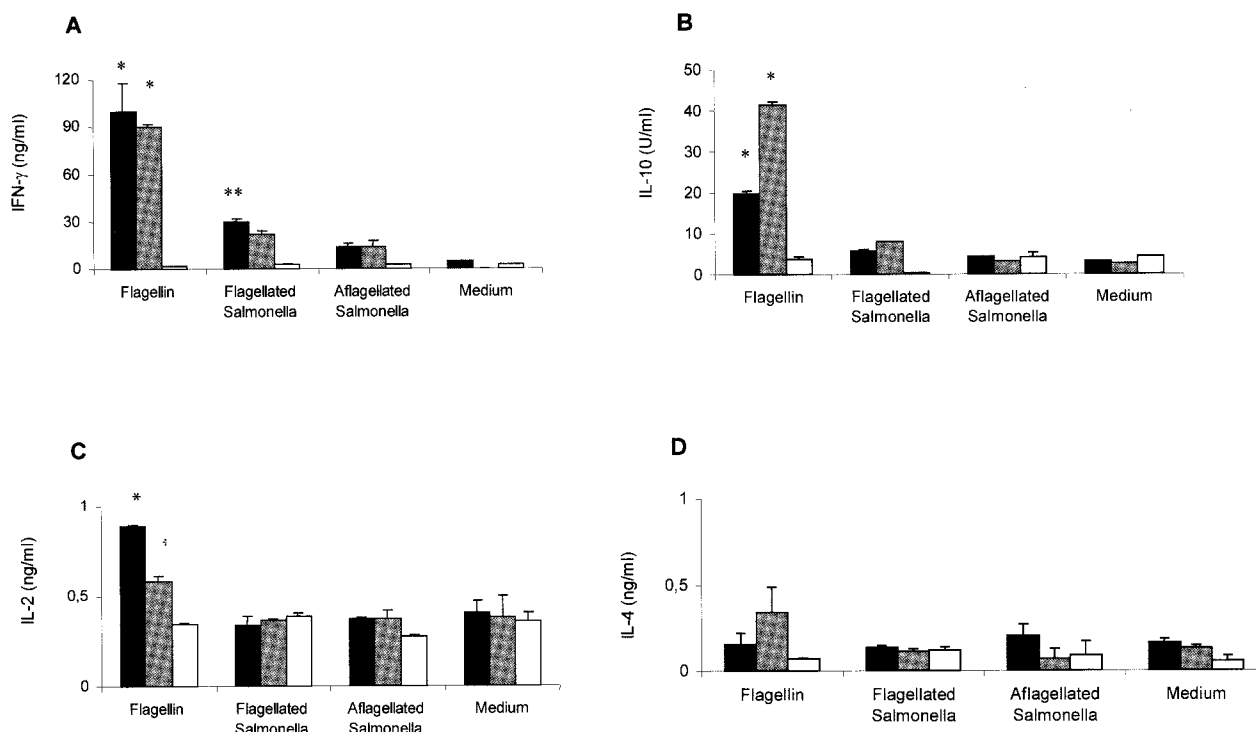 A
*
*
120
90
60
30
0
IFN-γ (ng/ml)
**
Flagellin
Flagellated
Salmonella
Aflagellated
Salmonella
Medium
B
*
*
50
40
30
20
10
0
IL-10 (U/ml)
Flagellin
Flagellated
Salmonella
Aflagellated
Salmonella
Medium
C
*
*
1
0,5
0
IL-2 (ng/ml)
Flagellin
Flagellated
Salmonella
Aflagellated
Salmonella
Medium
D
1
0,5
0
IL-4 (ng/ml)
Flagellin
Flagellated
Salmonella
Aflagellated
Salmonella
Medium